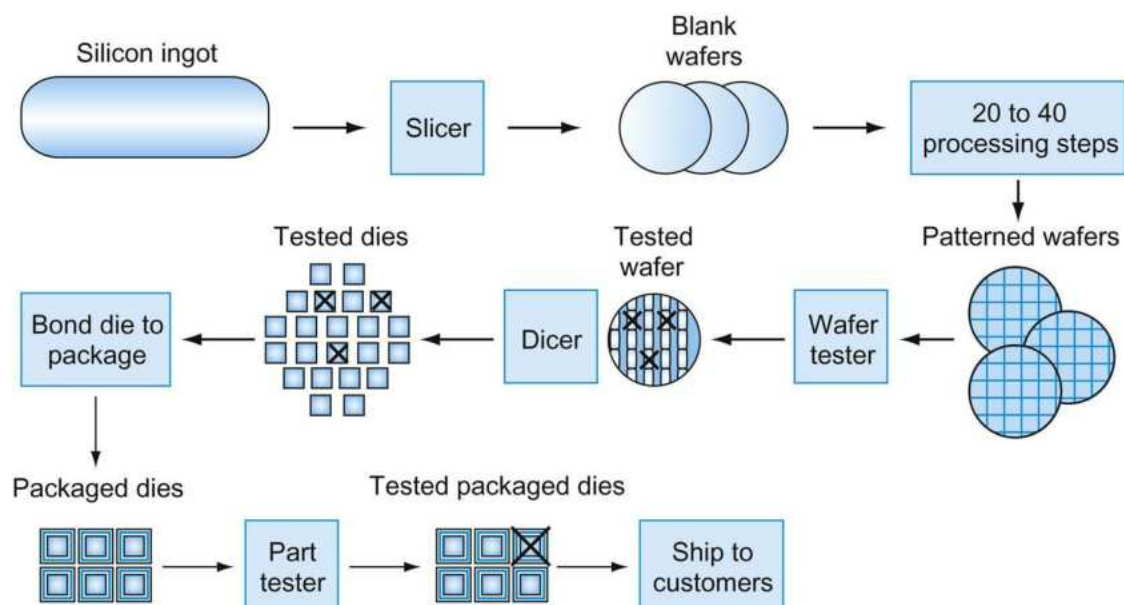 Silicon ingot
Slicer
Blank
wafers
20 to 40
processing steps
Patterned wafers
Wafer
tester
Tested
wafer
Dicer
Tested dies
Bond die to
package
Packaged dies
Part
tester
Tested packaged dies
Ship to
customers